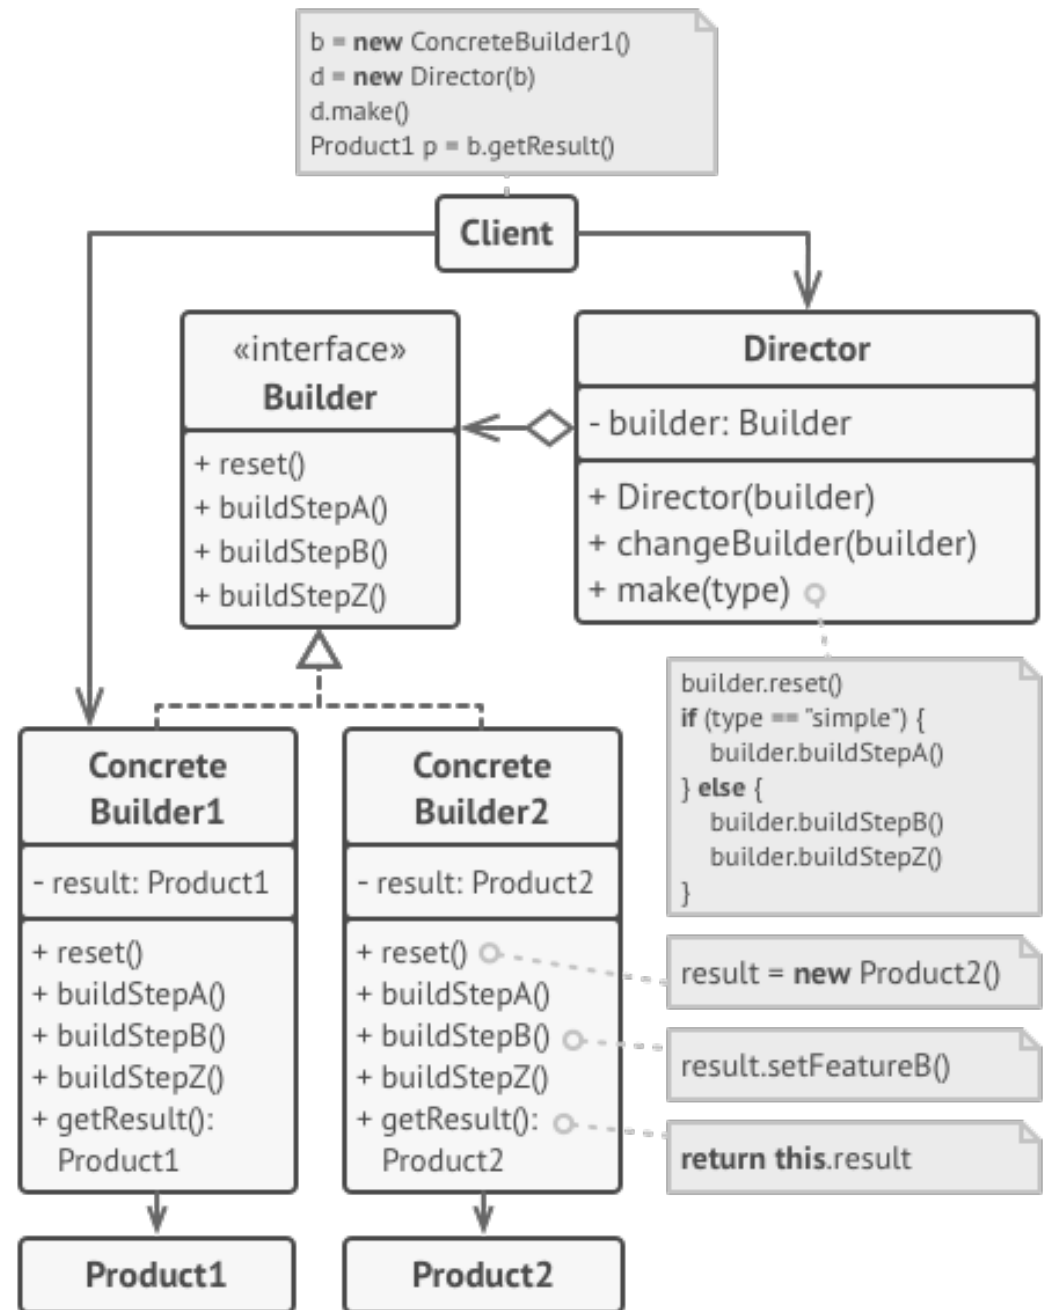 b = new ConcreteBuilder1()
d = new Director(b)
d.make()
Product1 p = b.getResult()
Client
«interface»
Builder
+ reset()
+ buildStepA()
+ buildStepB()
+ buildStepZ()
Director
- builder: Builder
+ Director(builder)
+ changeBuilder(builder)
+ make(type)
builder.reset()
if (type == "simple") {
builder.buildStepA()
} else {
builder.buildStepB()
builder.buildStepZ()
}
Concrete
Builder1
- result: Product1
+ reset()
+ buildStepA()
+ buildStepB()
+ buildStepZ()
+ getResult():
Product1
Concrete
Builder2
- result: Product2
+ reset()
+ buildStepA()
+ buildStepB()
+ buildStepZ()
+ getResult():
Product2
result = new Product2()
result.setFeatureB()
return this.result
Product1
Product2